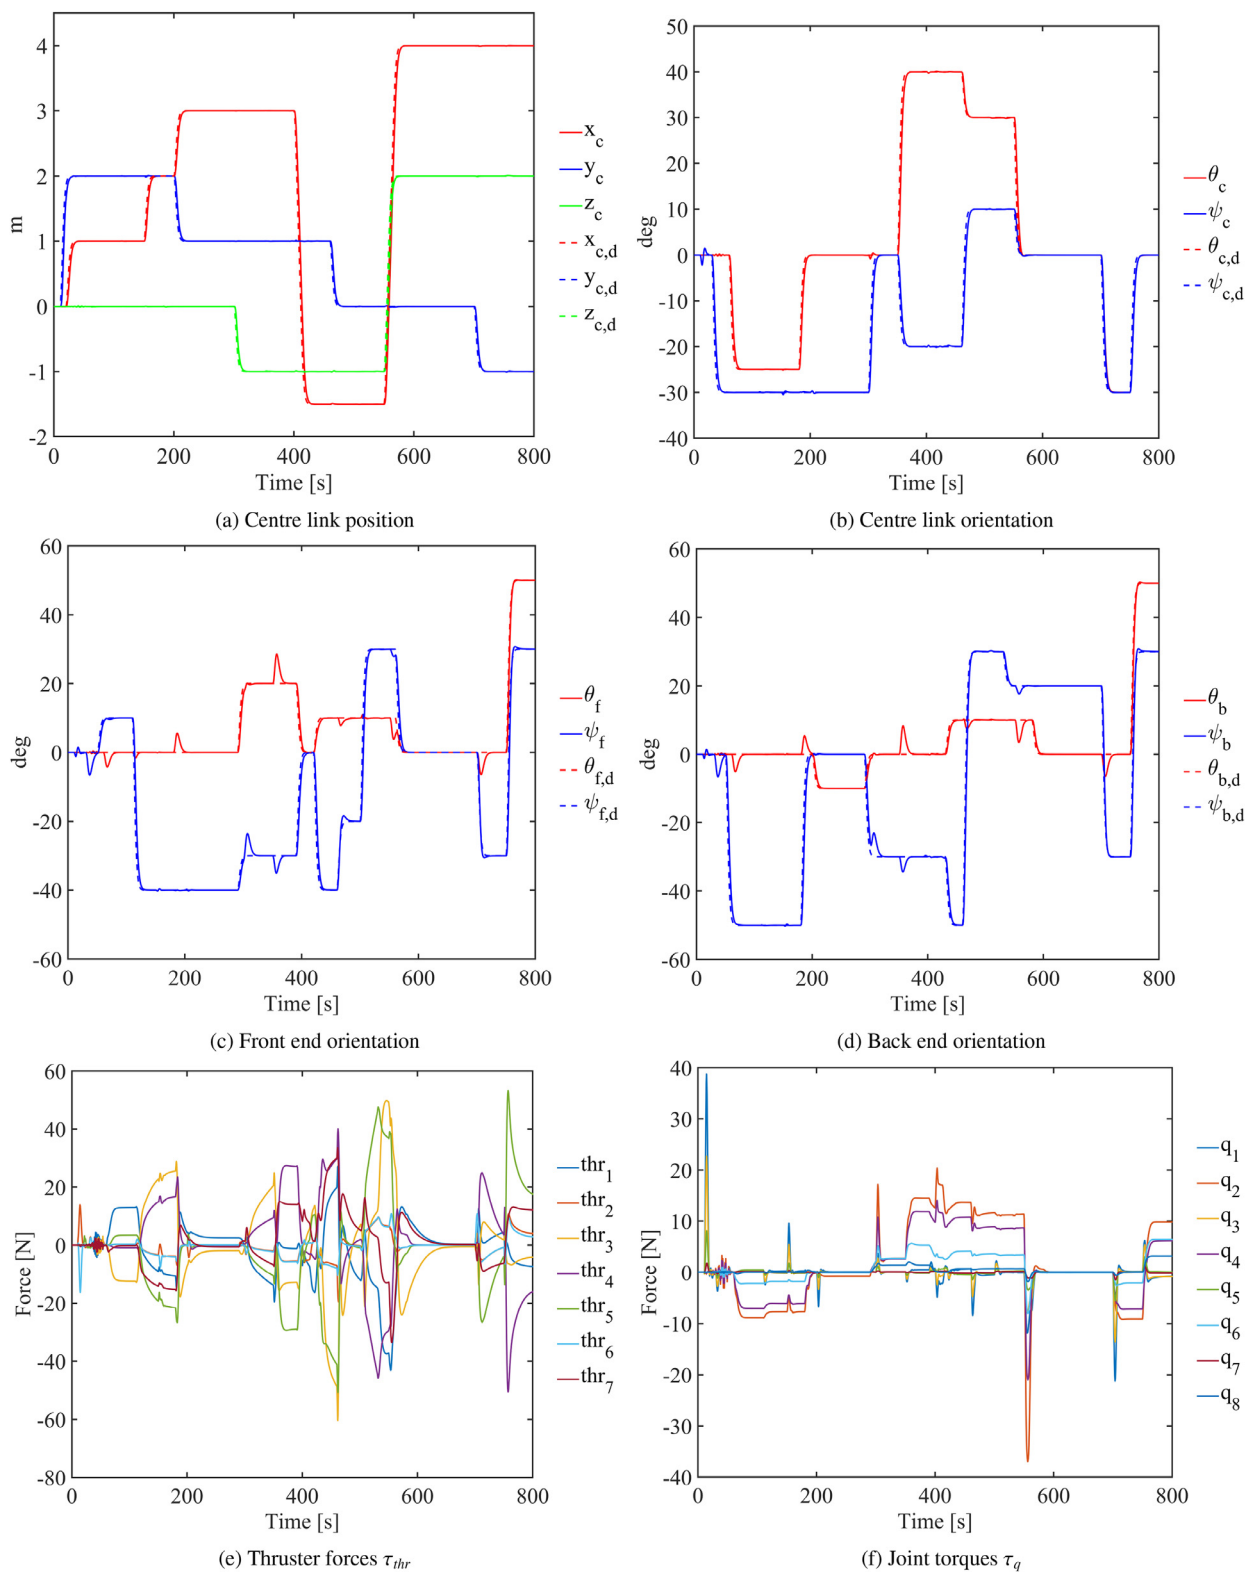 4
3
2
1
0
-1
-2
m
0
200
400
600
800
Time [s]
x_c
y_c
z_c
x_c,d
y_c,d
z_c,d
(a) Centre link position
50
40
30
20
10
0
-10
-20
-30
-40
deg
0
200
400
600
800
Time [s]
θ_c
ψ_c
θ_c,d
ψ_c,d
(b) Centre link orientation
60
40
20
0
-20
-40
-60
deg
0
200
400
600
800
Time [s]
θ_f
ψ_f
θ_f,d
ψ_f,d
(c) Front end orientation
60
40
20
0
-20
-40
-60
deg
0
200
400
600
800
Time [s]
θ_b
ψ_b
θ_b,d
ψ_b,d
(d) Back end orientation
60
40
20
0
-20
-40
-60
-80
Force [N]
0
200
400
600
800
Time [s]
thr_1
thr_2
thr_3
thr_4
thr_5
thr_6
thr_7
(e) Thruster forces τ_thr
40
30
20
10
0
-10
-20
-30
-40
Force [N]
0
200
400
600
800
Time [s]
q_1
q_2
q_3
q_4
q_5
q_6
q_7
q_8
(f) Joint torques τ_q